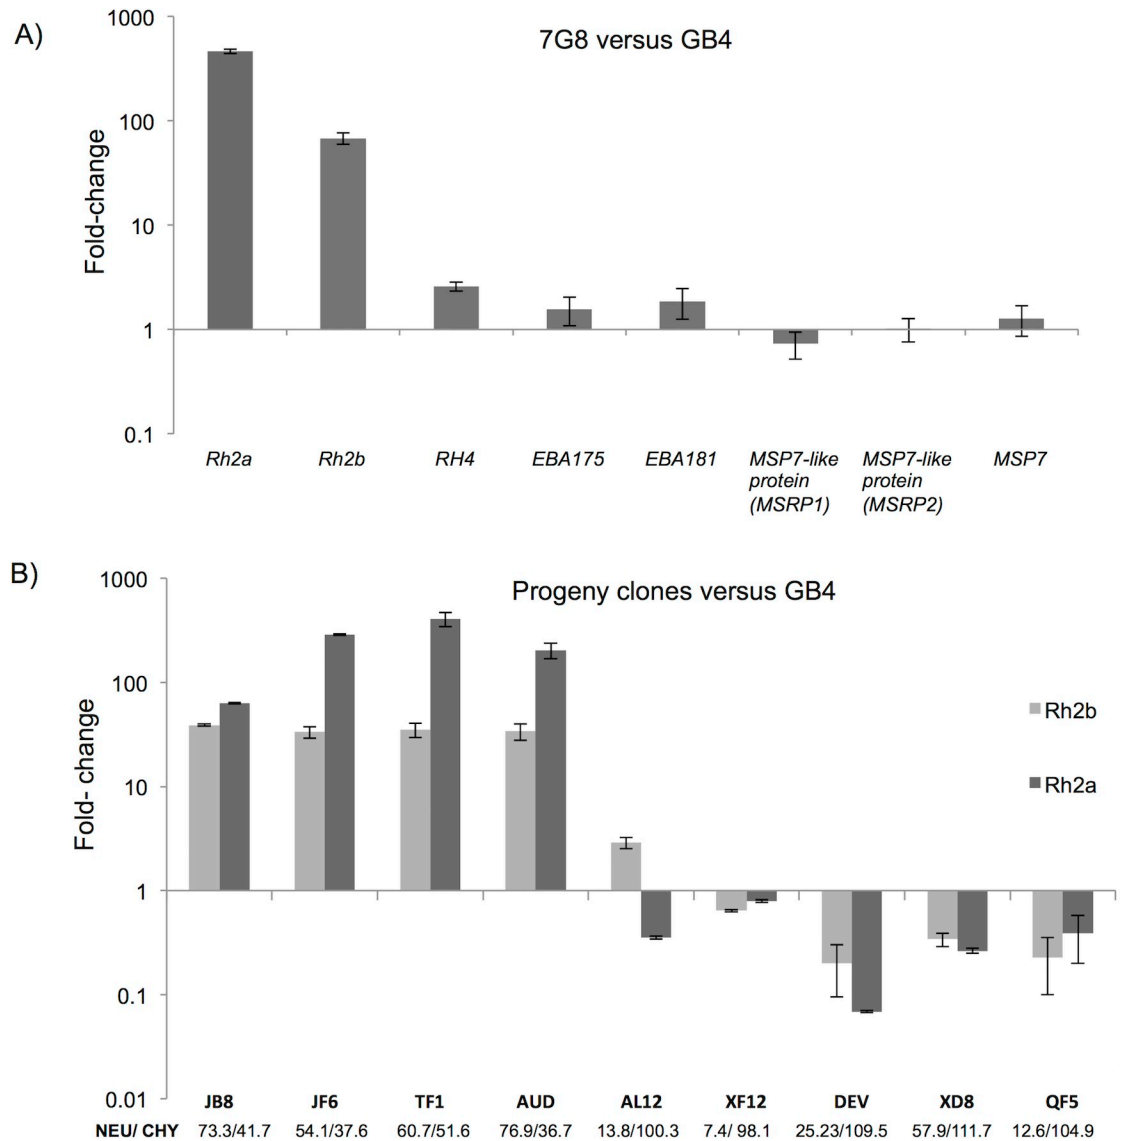 A)
7G8 versus GB4
Fold-change
1000
100
10
1
0.1
Rh2a Rh2b RH4 EBA175 EBA181 MSP7-like protein (MSRP1) MSP7-like protein (MSRP2) MSP7
B)
Progeny clones versus GB4
Fold- change
1000
100
10
1
0.1
0.01
Rh2b
Rh2a
JB8 JF6 TF1 AUD AL12 XF12 DEV XD8 QF5
NEU/ CHY 73.3/41.7 54.1/37.6 60.7/51.6 76.9/36.7 13.8/100.3 7.4/ 98.1 25.23/109.5 57.9/111.7 12.6/104.9